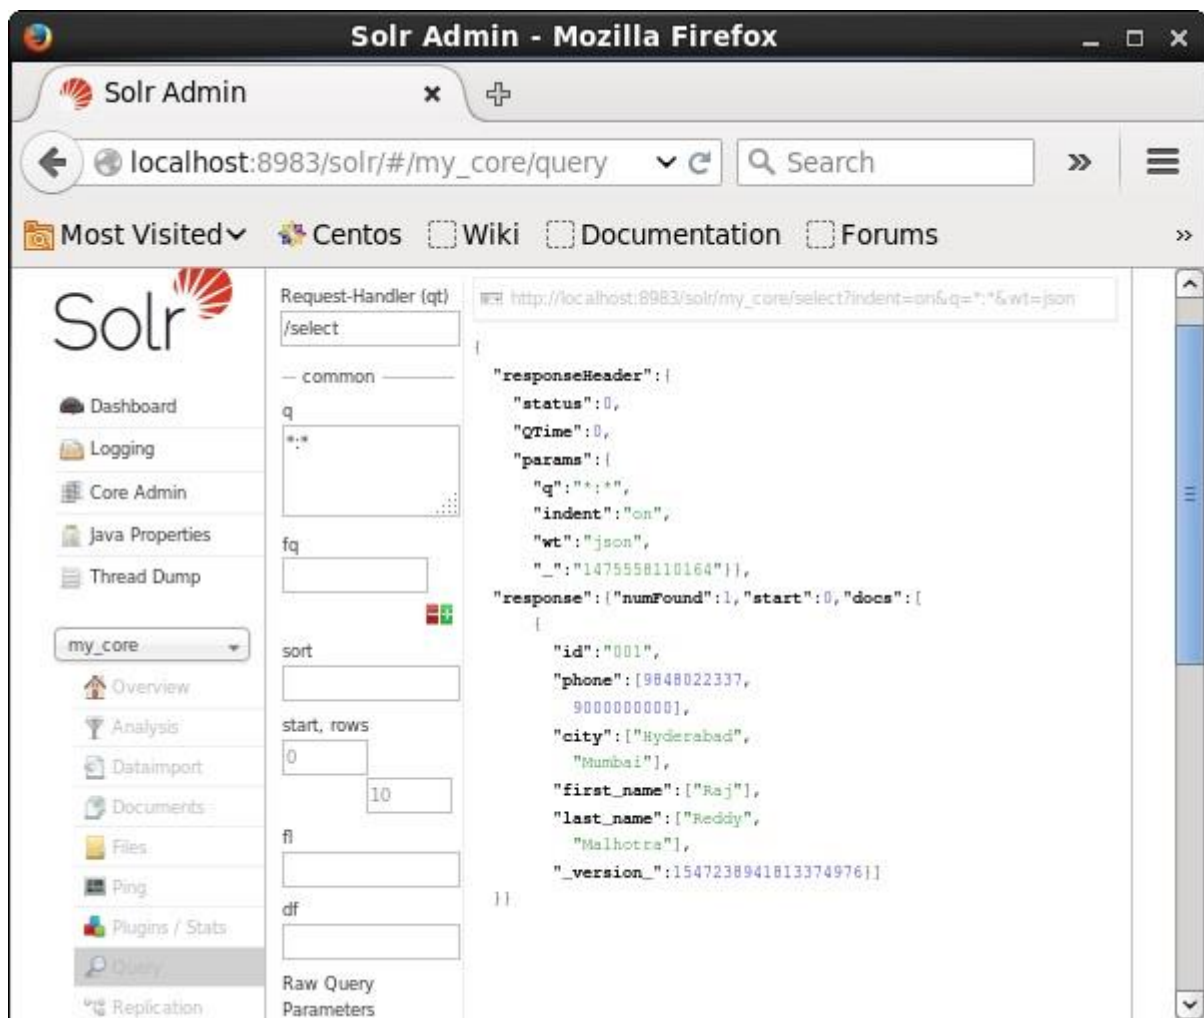 Solr Admin - Mozilla Firefox
Solr Admin
localhost:8983/solr/#/my_core/query
Search
Most Visited
Centos
Wiki
Documentation
Forums
Solr
Dashboard
Logging
Core Admin
Java Properties
Thread Dump
my_core
Overview
Analysis
Dataimport
Documents
Files
Ping
Plugins / Stats
Query
Replication
Request-Handler (qt)
/select
common
q
*:*
fq
sort
start, rows
0
10
fl
df
Raw Query
Parameters
http://localhost:8983/solr/my_core/select?indent=on&q=*:*&wt=json
{
"responseHeader":{
"status":0,
"QTime":0,
"params":{
"q":"*:*",
"indent":"on",
"wt":"json",
"_":"1475558110164"}},
"response":{"numFound":1,"start":0,"docs":[
{
"id":"001",
"phone":[9848022337,
9000000000],
"city":["Hyderabad",
"Mumbai"],
"first_name":["Raj"],
"last_name":["Reddy",
"Malhotra"],
"_version_":1547238941813374976}]
}}